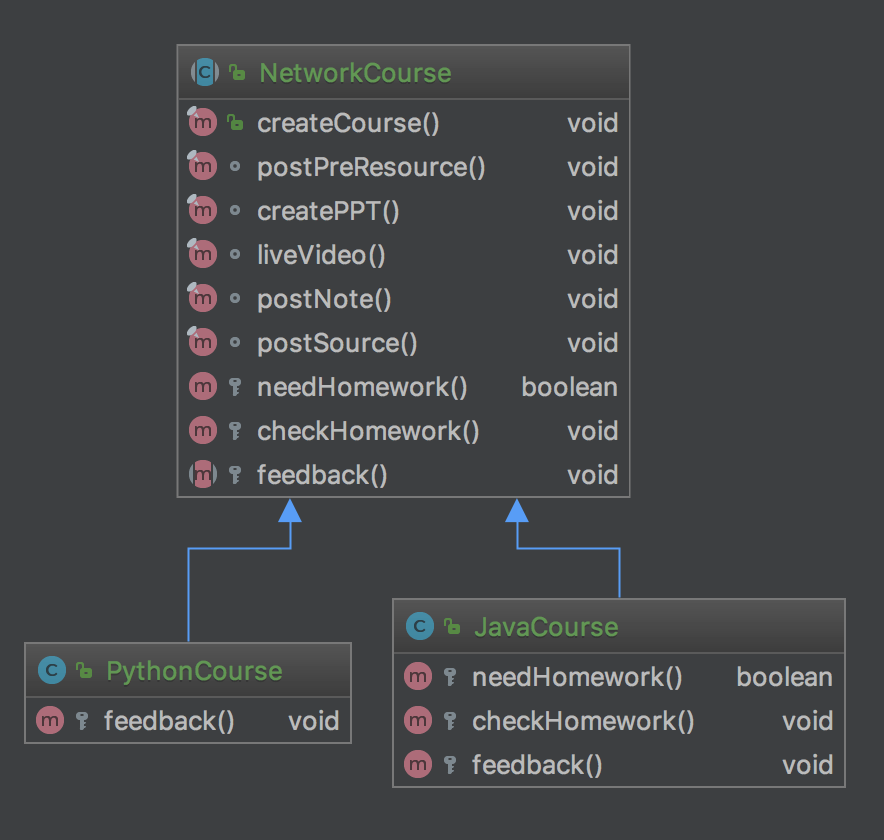 NetworkCourse
createCourse() void
postPreResource() void
createPPT() void
liveVideo() void
postNote() void
postSource() void
needHomework() boolean
checkHomework() void
feedback() void
PythonCourse
feedback() void
JavaCourse
needHomework() boolean
checkHomework() void
feedback() void